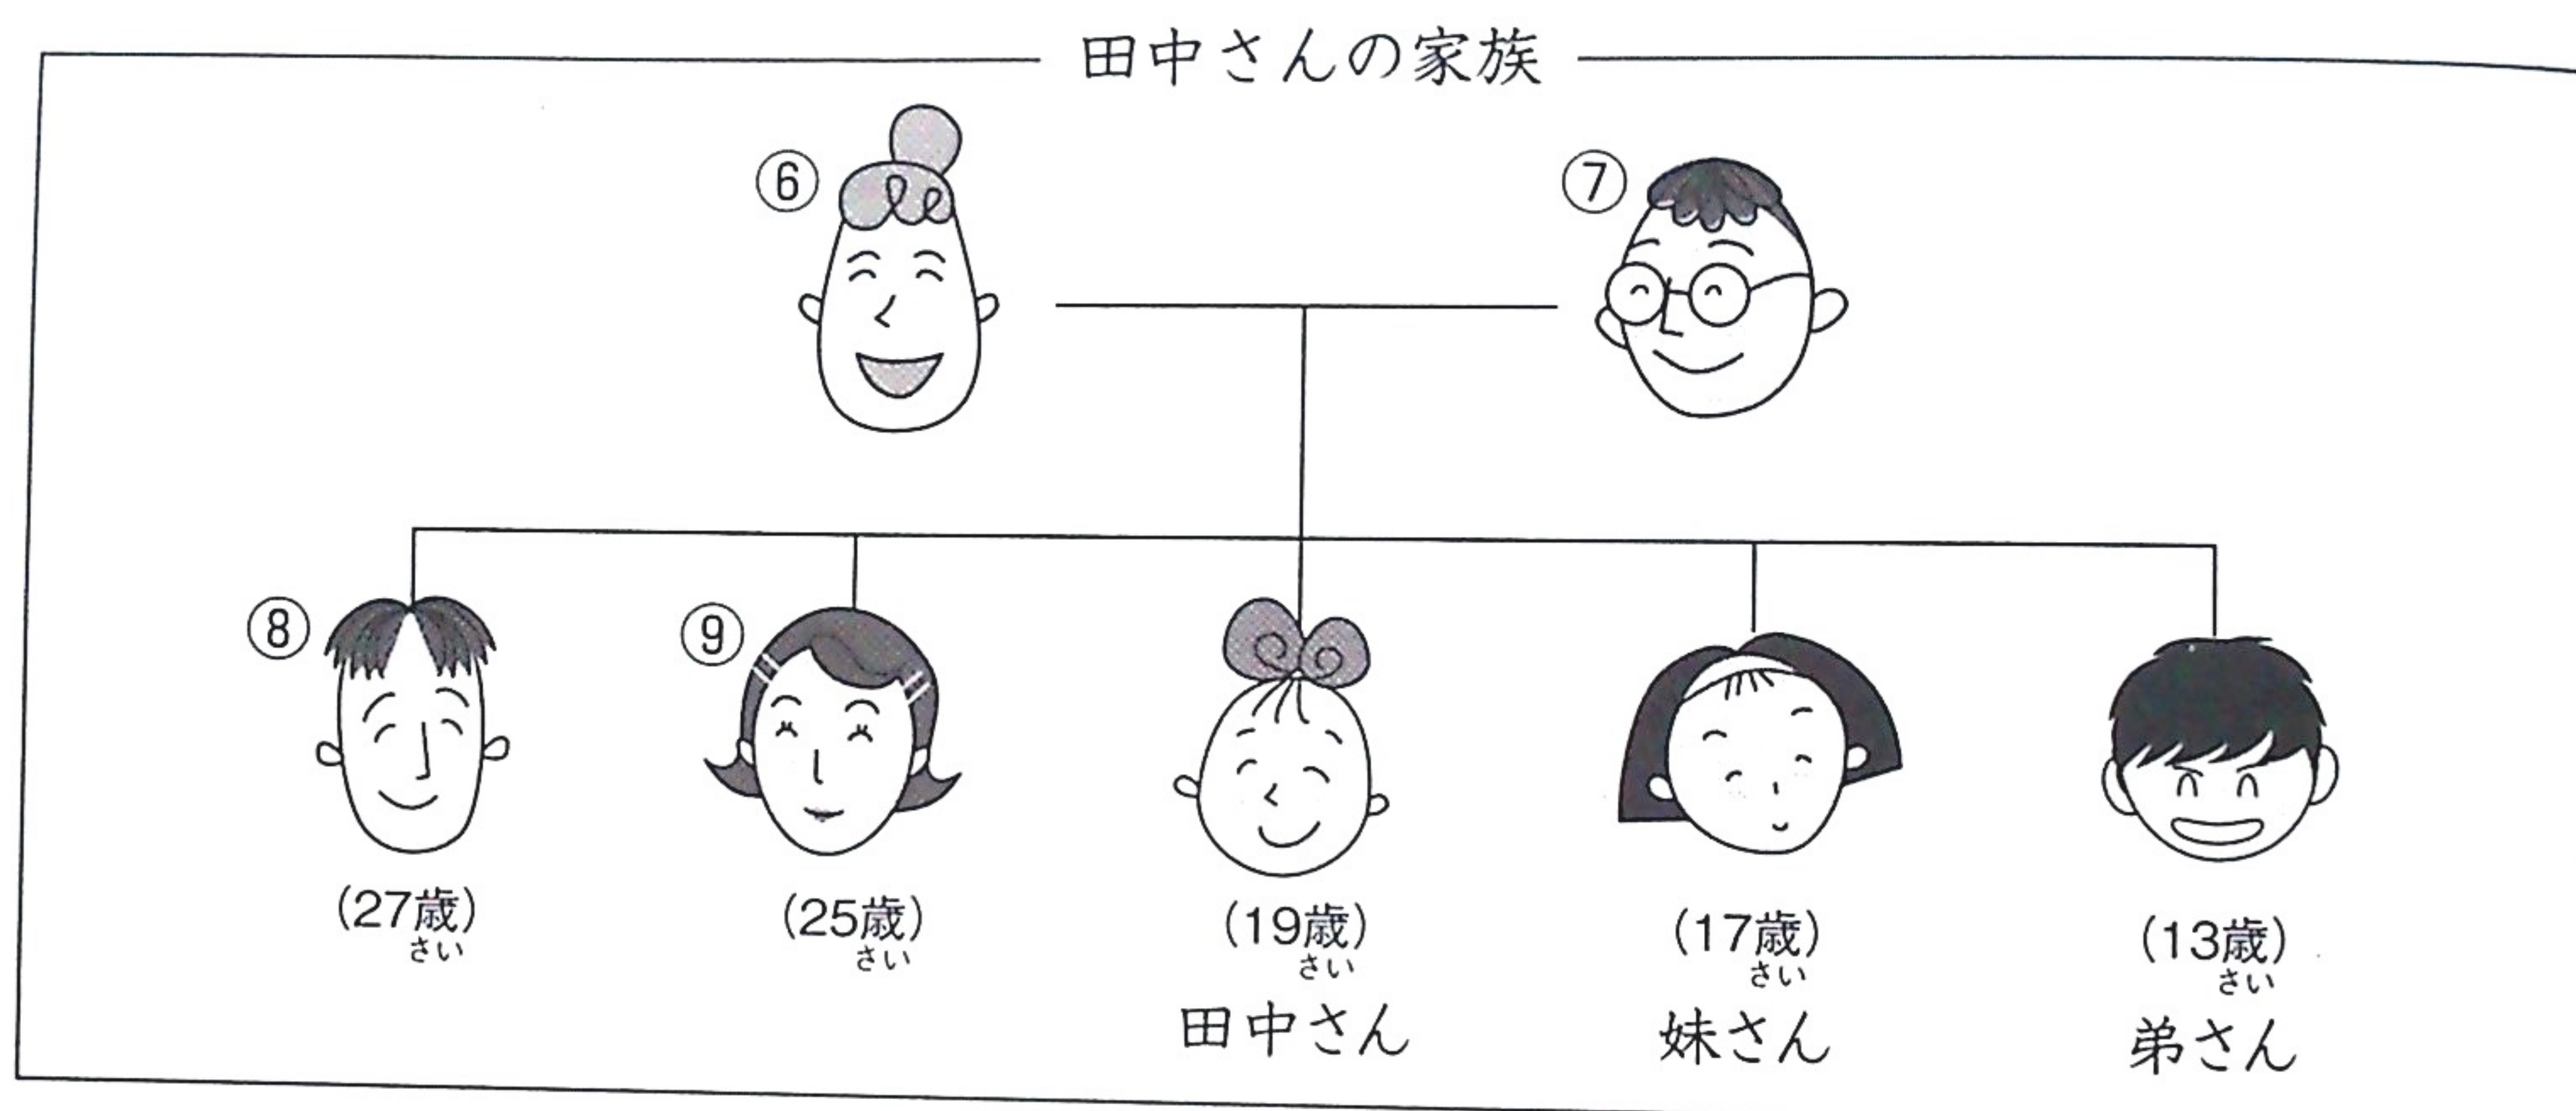 田中さんの家族
⑥
⑦
⑧
⑨
(27歳)
さい
(25歳)
さい
(19歳)
さい
(17歳)
さい
(13歳)
さい
田中さん
妹さん
弟さん